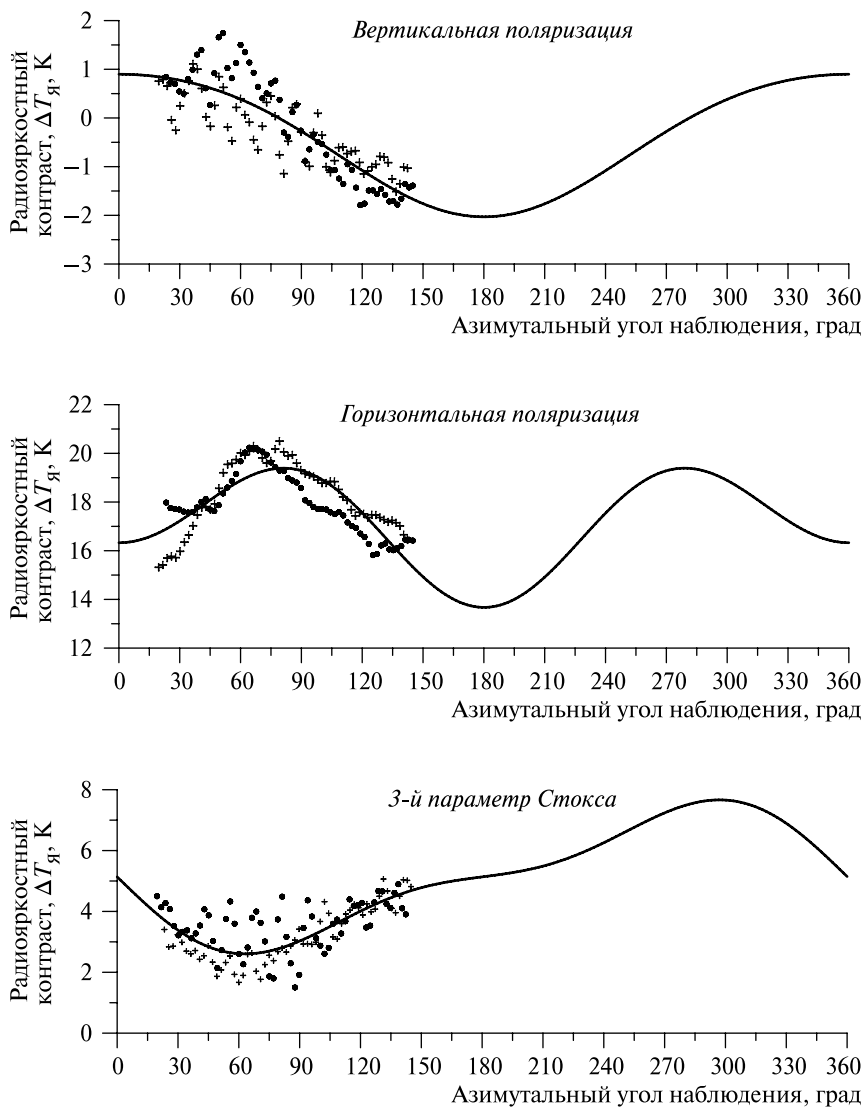 Вертикальная поляризация
Радиояркостный
контраст, ΔTЯ, К
2
1
0
−1
−2
−3
0 30 60 90 120 150 180 210 240 270 300 330 360
Азимутальный угол наблюдения, град
Горизонтальная поляризация
Радиояркостный
контраст, ΔTЯ, К
22
20
18
16
14
12
0 30 60 90 120 150 180 210 240 270 300 330 360
Азимутальный угол наблюдения, град
3-й параметр Стокса
Радиояркостный
контраст, ΔTЯ, К
8
6
4
2
0
0 30 60 90 120 150 180 210 240 270 300 330 360
Азимутальный угол наблюдения, град